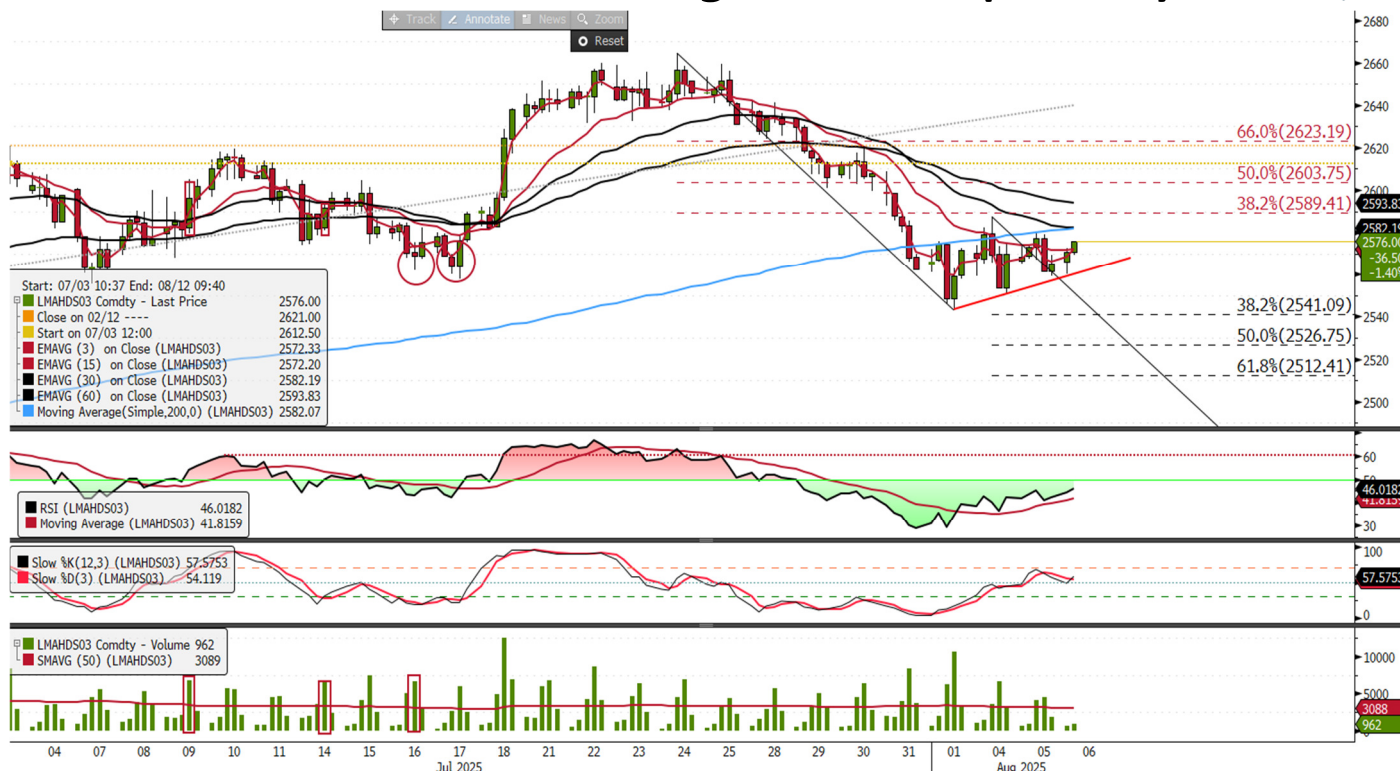 Track Annotate News Zoom
Reset
2680
2660
2640
66.0%(2623.19)
2620
50.0%(2603.75)
2600
38.2%(2589.41)
2593.83
2582.19
2576.00
-36.50
-1.40%
38.2%(2541.09)
2540
50.0%(2526.75)
2520
61.8%(2512.41)
2500
Start: 07/03 10:37 End: 08/12 09:40
LMAHDS03 Comdty - Last Price 2576.00
Close on 02/12 ---- 2621.00
Start on 07/03 12:00 2612.50
EMAVG (3) on Close (LMAHDS03) 2572.33
EMAVG (15) on Close (LMAHDS03) 2572.20
EMAVG (30) on Close (LMAHDS03) 2582.19
EMAVG (60) on Close (LMAHDS03) 2593.83
Moving Average(Simple,200,0) (LMAHDS03) 2582.07
60
46.0182
41.8159
30
RSI (LMAHDS03) 46.0182
Moving Average (LMAHDS03) 41.8159
100
57.5753
0
Slow %K(12,3) (LMAHDS03) 57.5753
Slow %D(3) (LMAHDS03) 54.119
LMAHDS03 Comdty - Volume 962
SMAVG (50) (LMAHDS03) 3089
10000
5000
3088
962
04 07 08 09 10 11 14 15 16 17 18 21 22 23 24 25 28 29 30 31 01 04 05 06
Jul 2025 Aug 2025